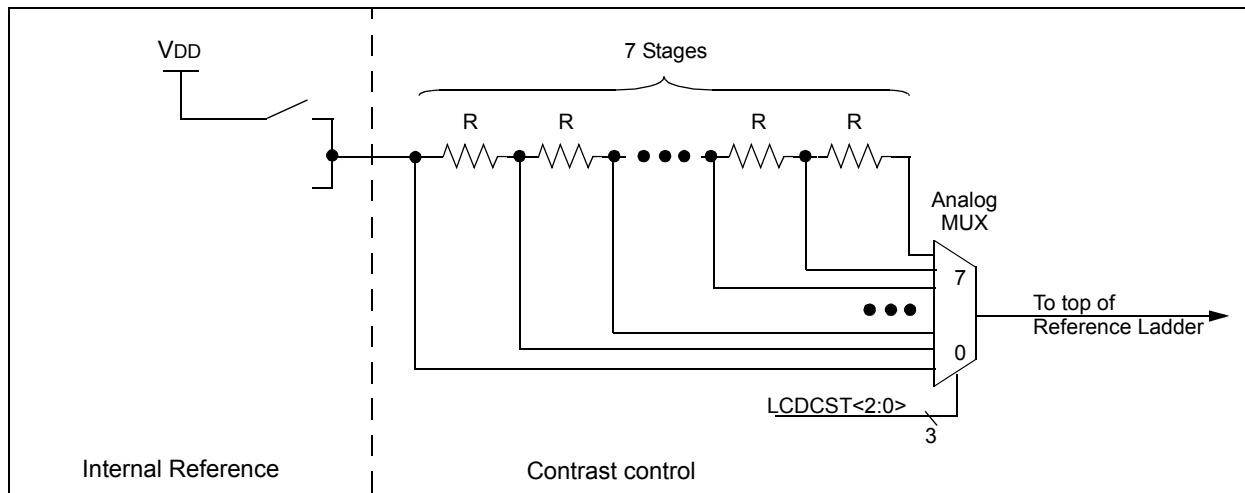 VDD
7 Stages
R
R
R
R
Analog
MUX
7
0
To top of
Reference Ladder
LCDCST<2:0>
3
Internal Reference
Contrast control